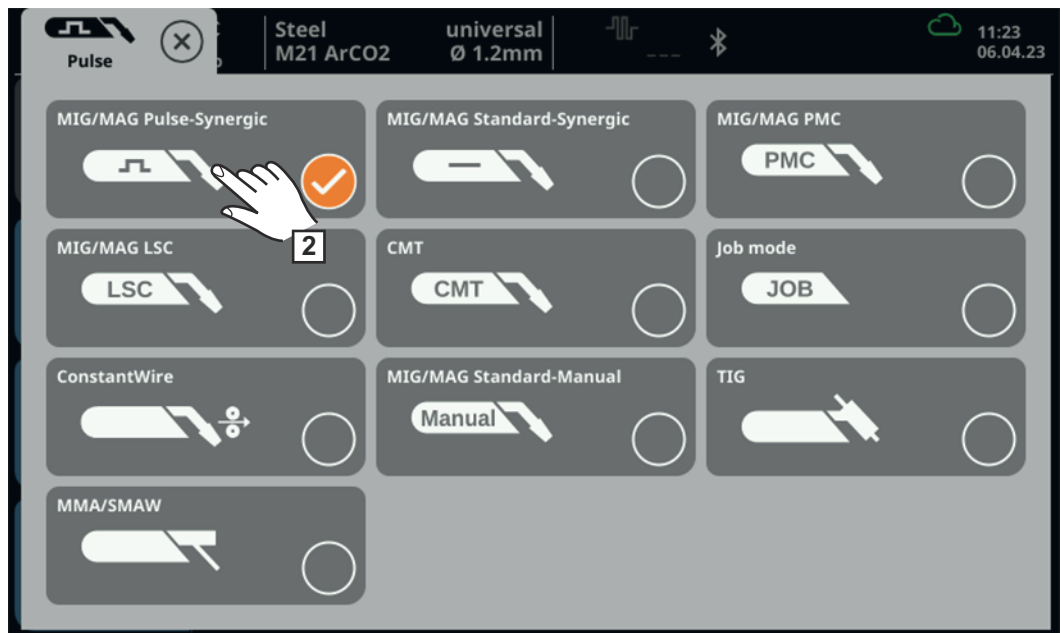 Pulse
Steel
M21 ArCO2
universal
Ø 1.2mm
---
11:23
06.04.23
MIG/MAG Pulse-Synergic
MIG/MAG Standard-Synergic
MIG/MAG PMC
PMC
2
MIG/MAG LSC
LSC
CMT
CMT
Job mode
JOB
ConstantWire
MIG/MAG Standard-Manual
Manual
TIG
MMA/SMAW